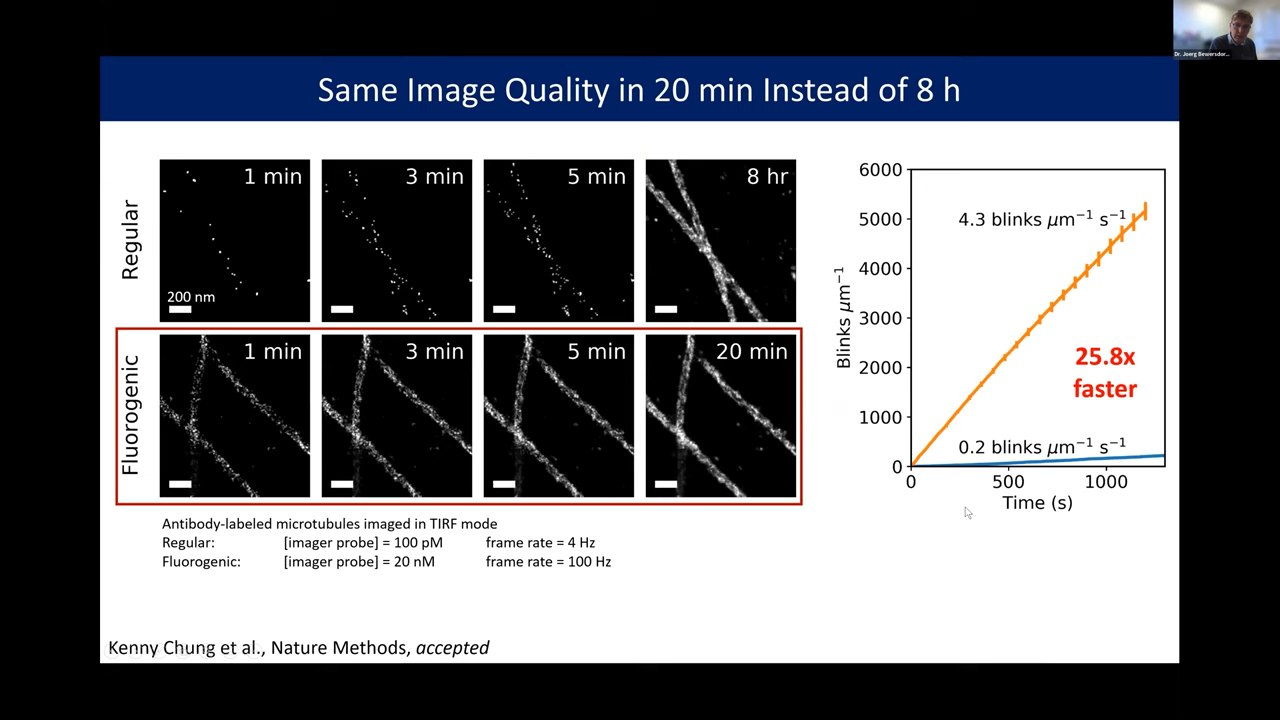 Dr. Joerg Bewersdor...
Same Image Quality in 20 min Instead of 8 h
Regular
1 min
3 min
5 min
8 hr
200 nm
Fluorogenic
1 min
3 min
5 min
20 min
Antibody-labeled microtubules imaged in TIRF mode
Regular: [imager probe] = 100 pM frame rate = 4 Hz
Fluorogenic: [imager probe] = 20 nM frame rate = 100 Hz
Blinks μm⁻¹
6000
5000
4000
3000
2000
1000
0
4.3 blinks μm⁻¹ s⁻¹
25.8x
faster
0.2 blinks μm⁻¹ s⁻¹
0 500 1000
Time (s)
Kenny Chung et al., Nature Methods, accepted